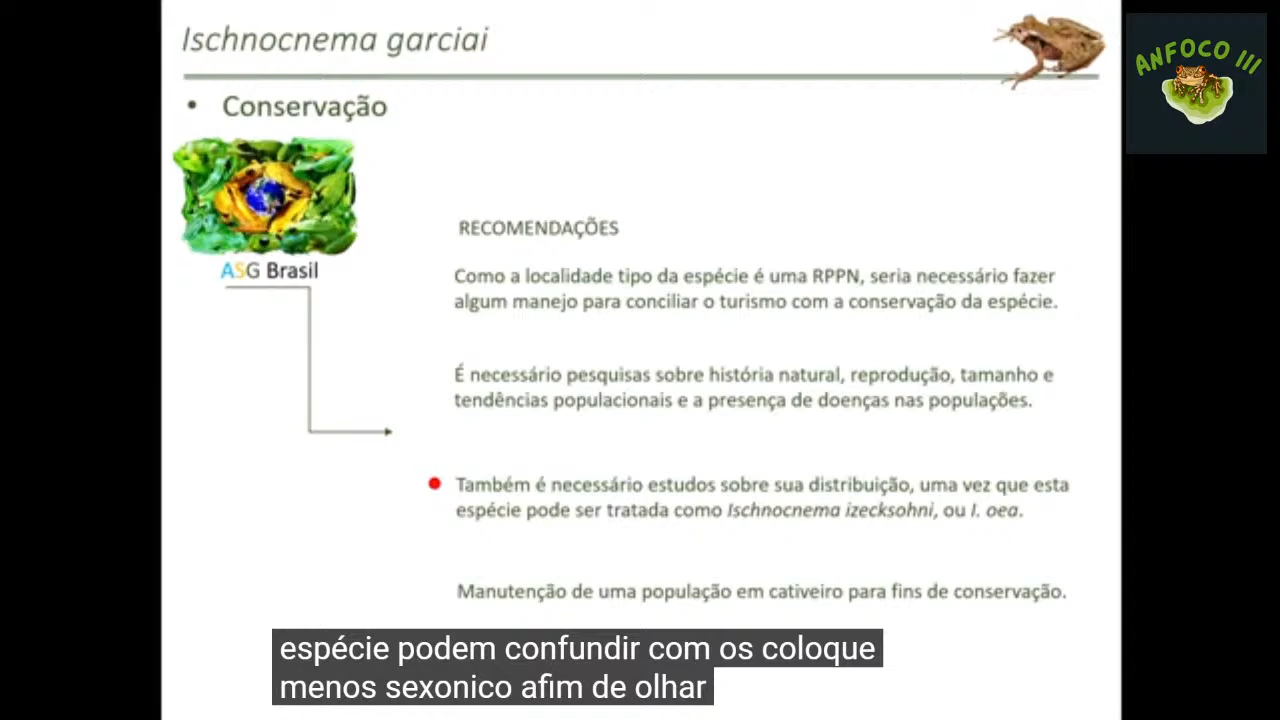 Ischnocnema garciai
ANFOCO III
• Conservação
RECOMENDAÇÕES
ASG Brasil
Como a localidade tipo da espécie é uma RPPN, seria necessário fazer
algum manejo para conciliar o turismo com a conservação da espécie.
É necessário pesquisas sobre história natural, reprodução, tamanho e
tendências populacionais e a presença de doenças nas populações.
Também é necessário estudos sobre sua distribuição, uma vez que esta
espécie pode ser tratada como Ischnocnema izecksohni, ou I. oea.
Manutenção de uma população em cativeiro para fins de conservação.
espécie podem confundir com os coloque
menos sexonico afim de olhar